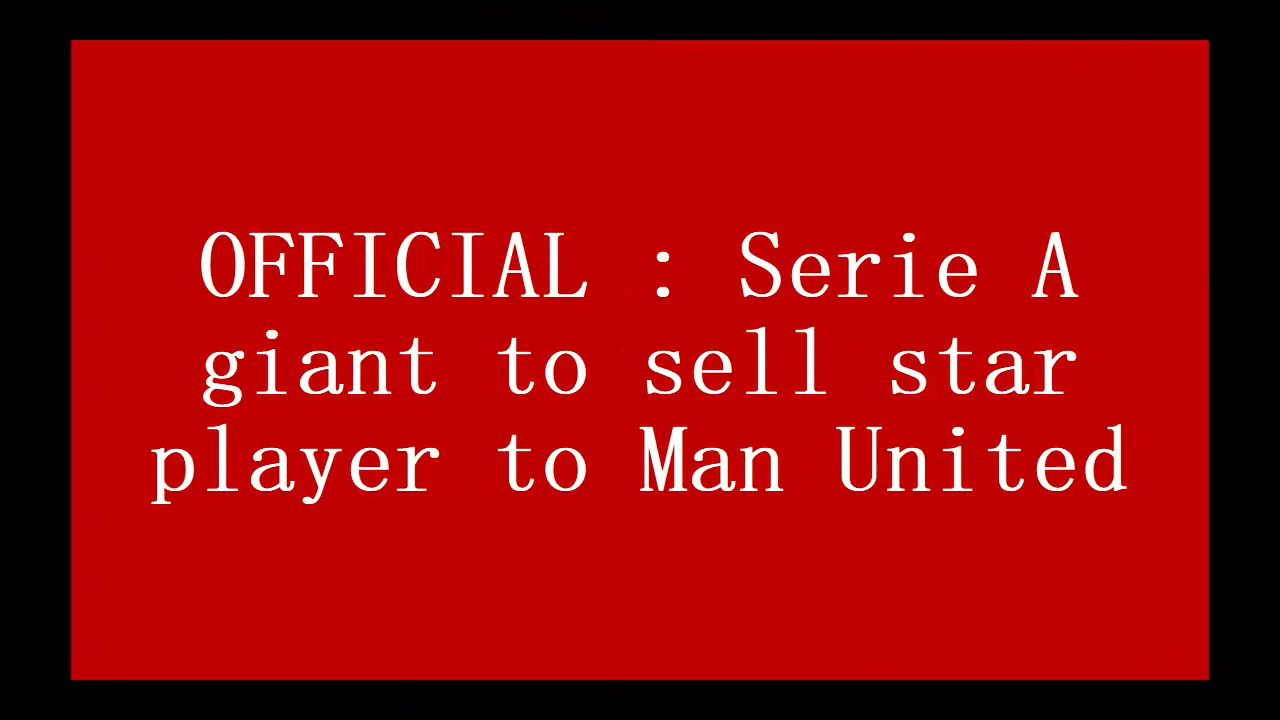 OFFICIAL : Serie A
giant to sell star
player to Man United